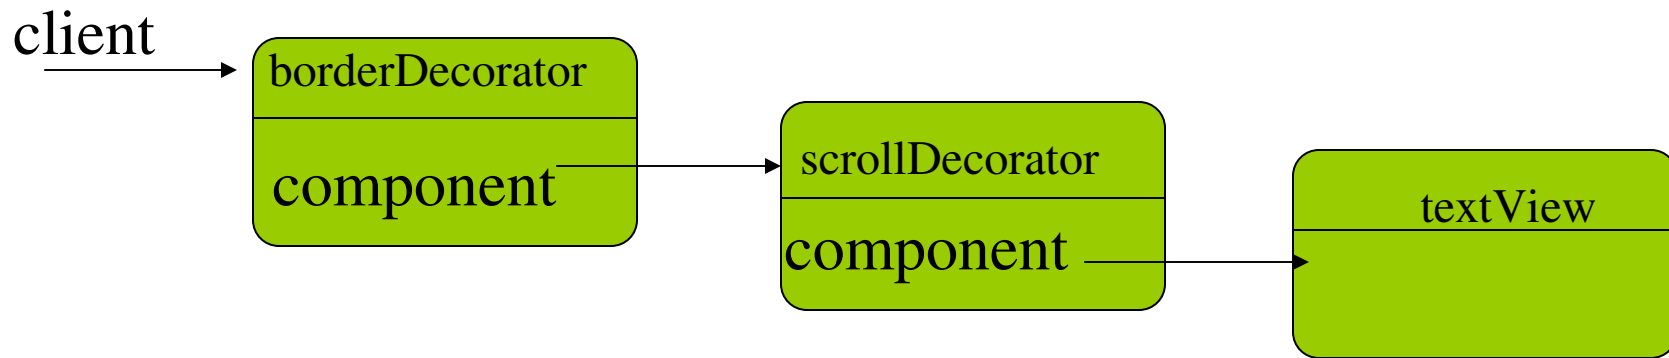 client
borderDecorator
component
scrollDecorator
component
textView